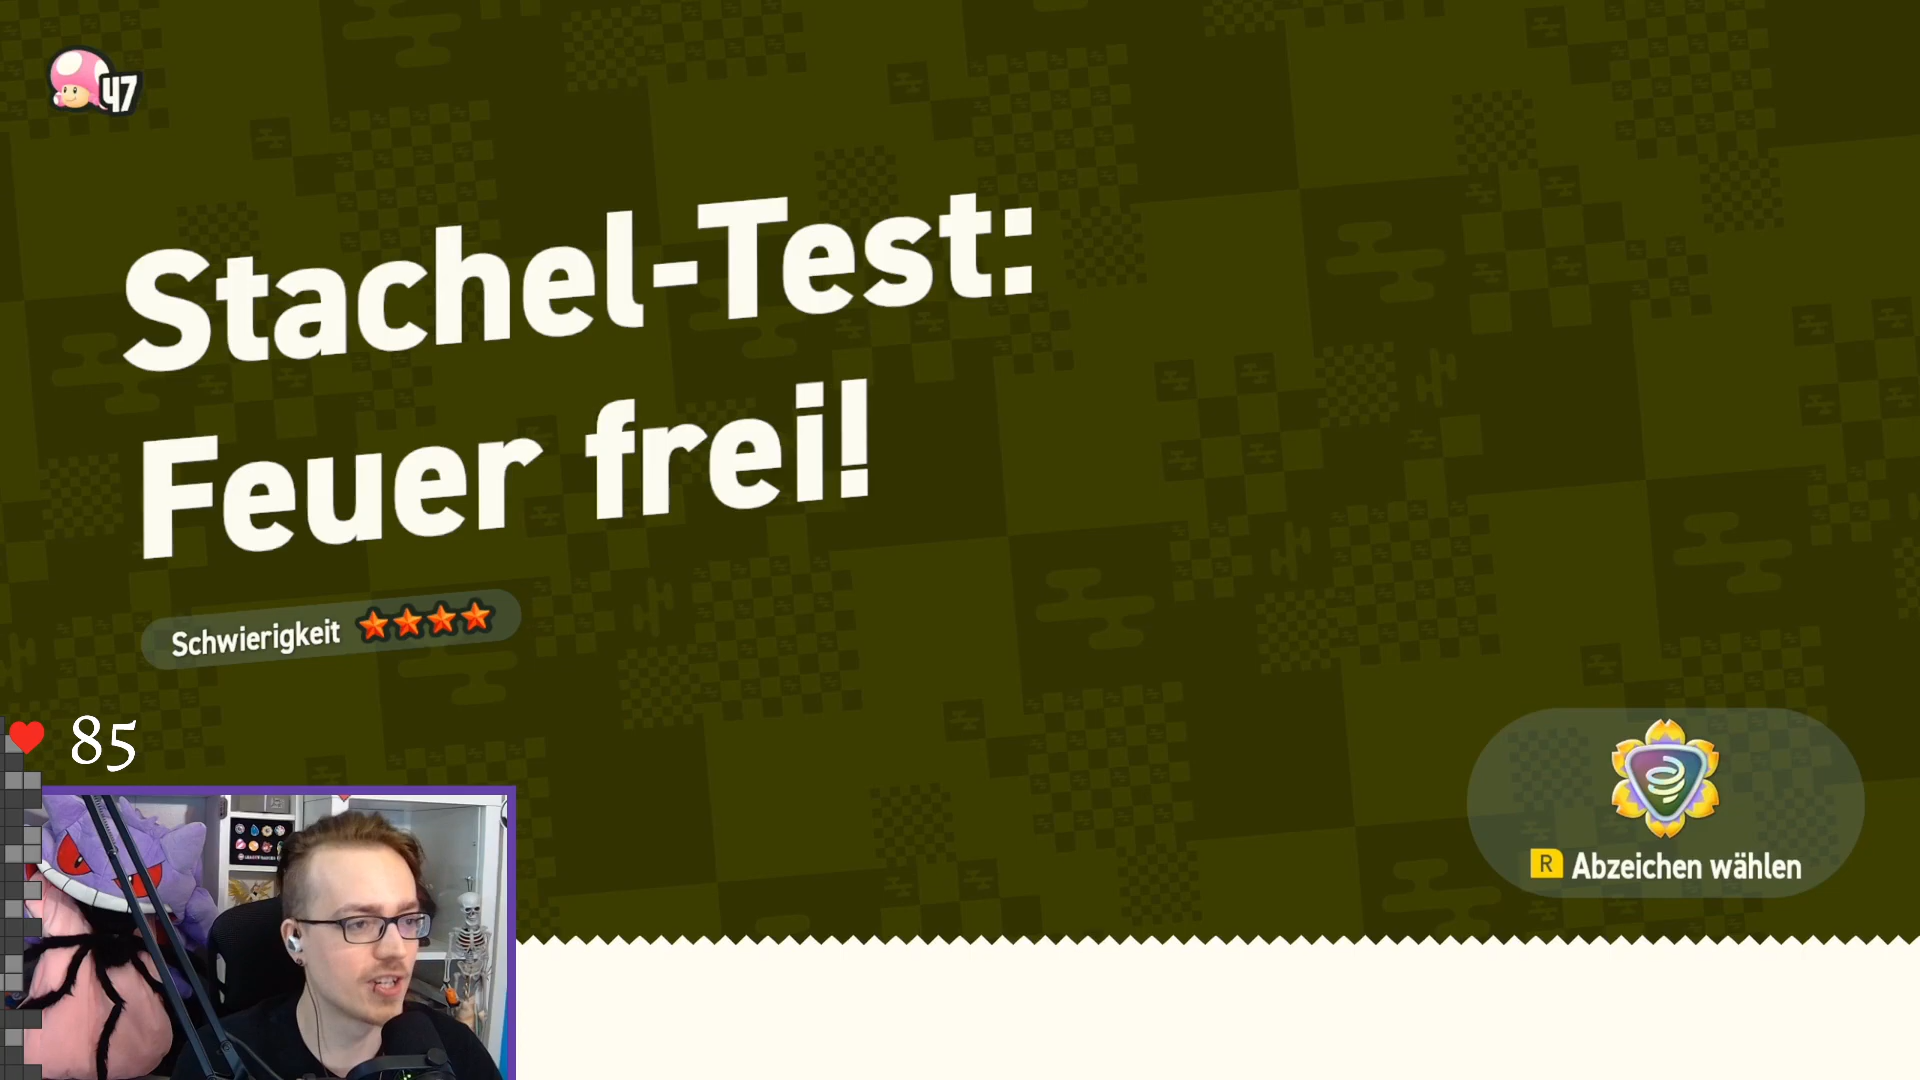 47
Stachel-Test:
Feuer frei!
Schwierigkeit
85
R Abzeichen wählen